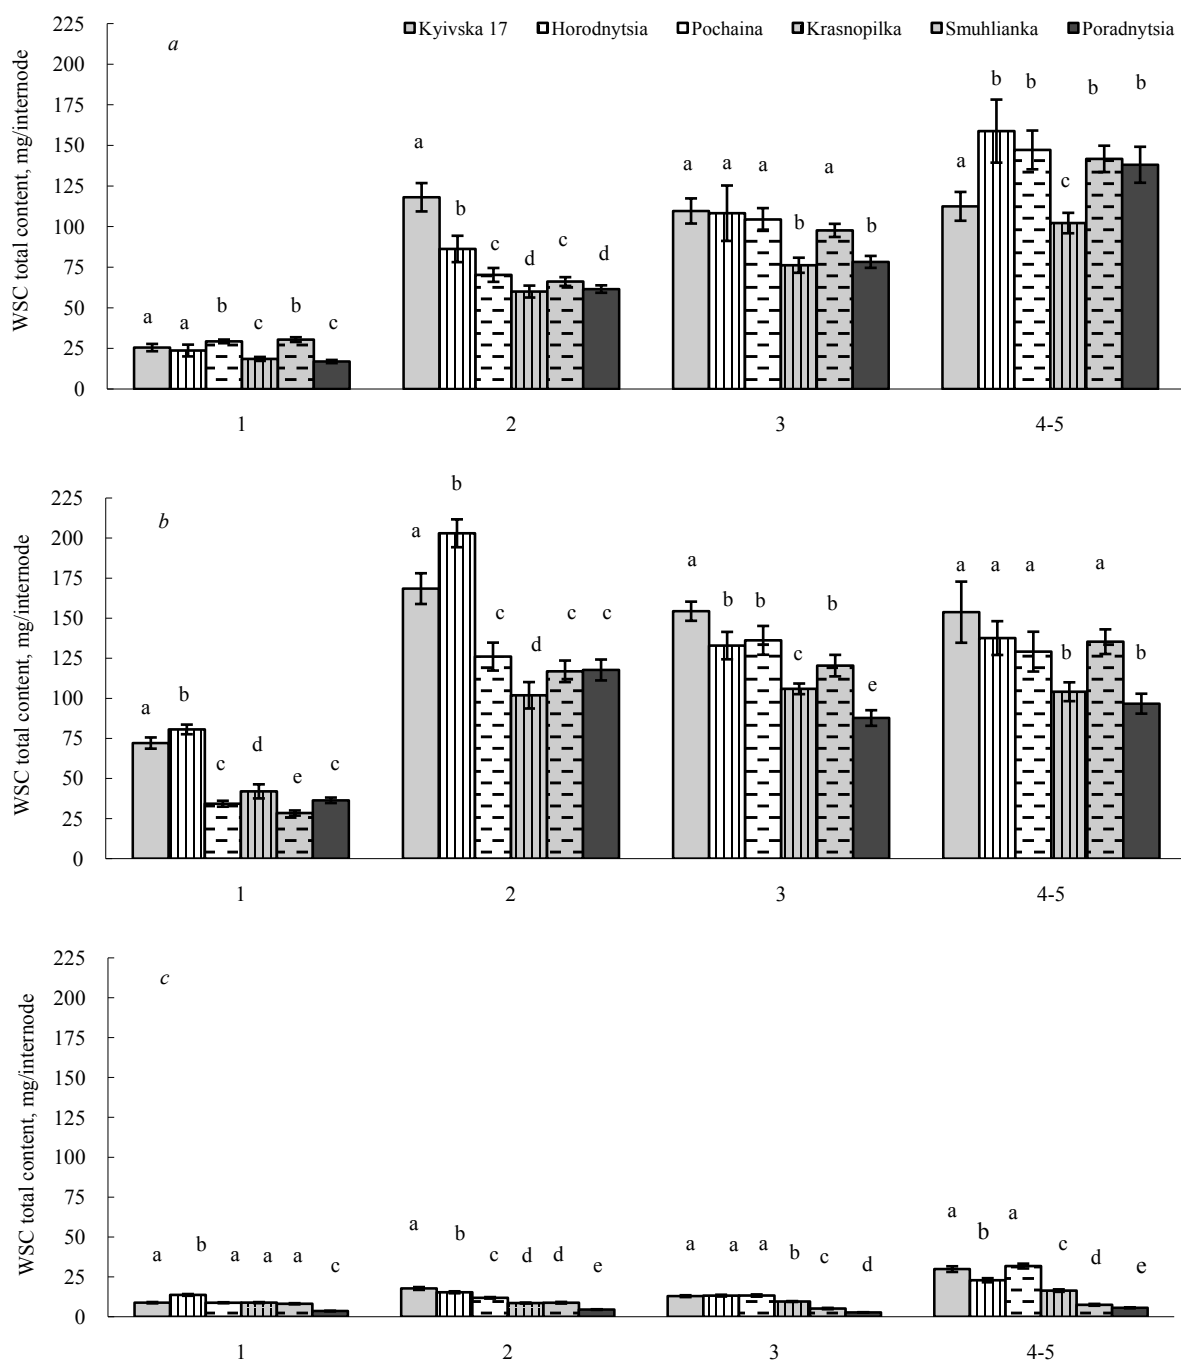 ■ Kyivska 17 □ Horodnytsia □ Pochaina ■ Krasnopilka ■ Smuhlianka ■ Poradnytsia
a
WSC total content, mg/internode
225
200
175
150
125
100
75
50
25
0
a a b c b c
a b c d c d
a a a b a b
a b b c b b
1 2 3 4-5
b
WSC total content, mg/internode
225
200
175
150
125
100
75
50
25
0
a b c d e c
a b c d c c
a b b c b e
a a a b a b
1 2 3 4-5
c
WSC total content, mg/internode
225
200
175
150
125
100
75
50
25
0
a b a a a c
a b c d d e
a a a b c d
a b a c d e
1 2 3 4-5